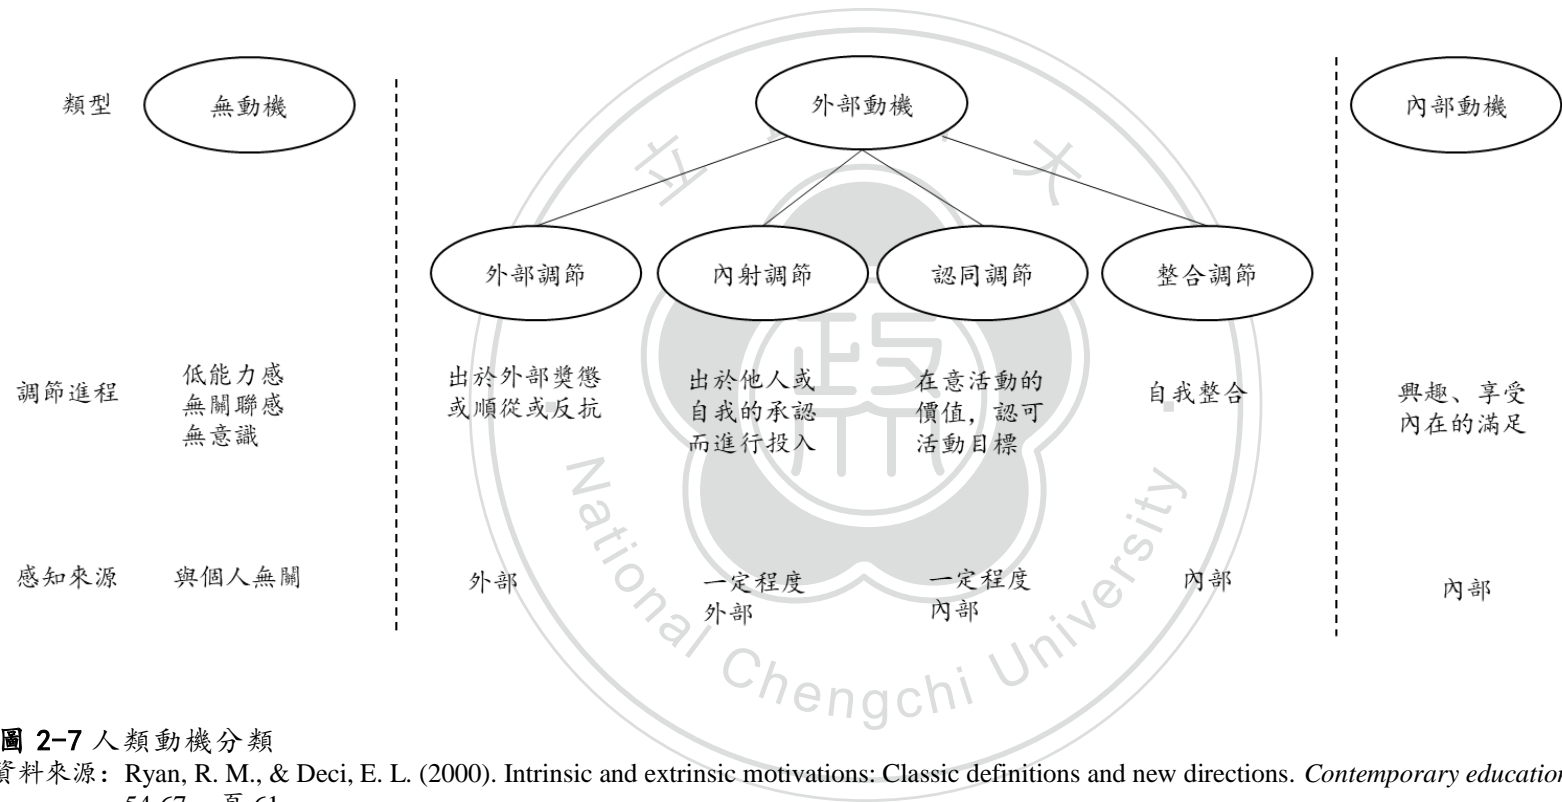 類型
無動機
外部動機
內部動機
外部調節
內射調節
認同調節
整合調節
調節進程
低能力感
無關聯感
無意識
出於外部獎懲
或順從或反抗
出於他人或
自我的承認
而進行投入
在意活動的
價值，認可
活動目標
自我整合
興趣、享受
內在的滿足
感知來源
與個人無關
外部
一定程度
外部
一定程度
內部
內部
內部
立 大
政
National Chengchi University
圖 2-7 人類動機分類
資料來源：Ryan, R. M., & Deci, E. L. (2000). Intrinsic and extrinsic motivations: Classic definitions and new directions. Contemporary education